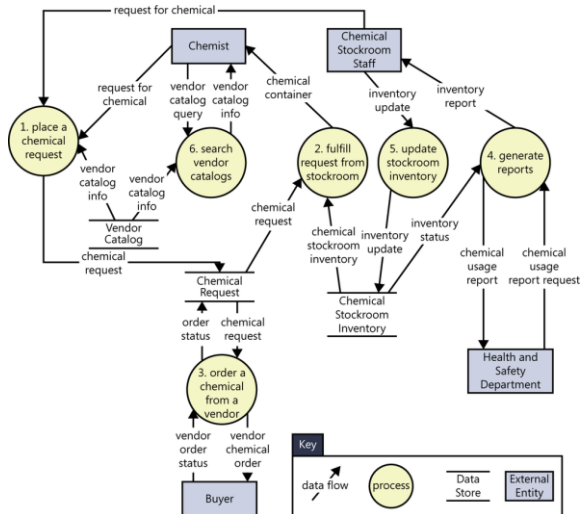 request for chemical
Chemist
Chemical
Stockroom
Staff
request for
chemical
vendor
catalog
query
vendor
catalog
info
chemical
container
inventory
update
inventory
report
1. place a
chemical
request
6. search
vendor
catalogs
2. fulfill
request from
stockroom
5. update
stockroom
inventory
4. generate
reports
vendor
catalog
info
vendor
catalog
info
Vendor
Catalog
chemical
request
chemical
request
chemical
stockroom
inventory
inventory
update
inventory
status
chemical
usage
report
chemical
usage
report request
Chemical
Request
Chemical
Stockroom
Inventory
order
status
chemical
request
Health and
Safety
Department
3. order a
chemical
from a
vendor
vendor
order
status
vendor
chemical
order
Buyer
Key
data flow
process
Data
Store
External
Entity